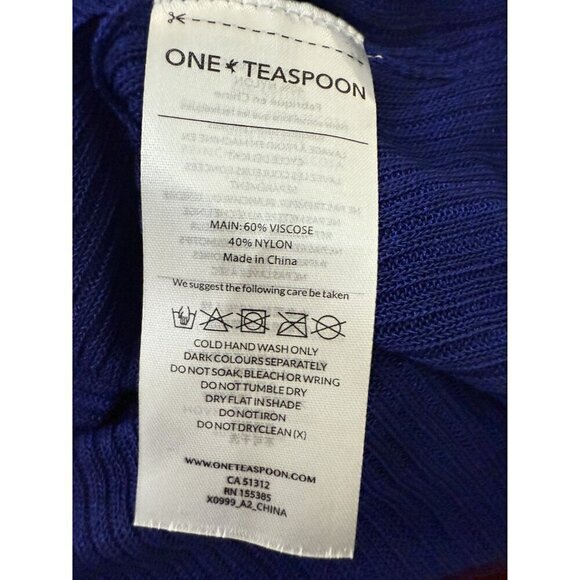 ONE TEASPOON
MAIN: 60% VISCOSE
40% NYLON
Made in China
We suggest the following care be taken
COLD HAND WASH ONLY
DARK COLOURS SEPARATELY
DO NOT SOAK, BLEACH OR WRING
DO NOT TUMBLE DRY
DRY FLAT IN SHADE
DO NOT IRON
DO NOT DRYCLEAN (X)
WWW.ONETEASPOON.COM
CA 51312
RN 155385
X0999_A2_CHINA